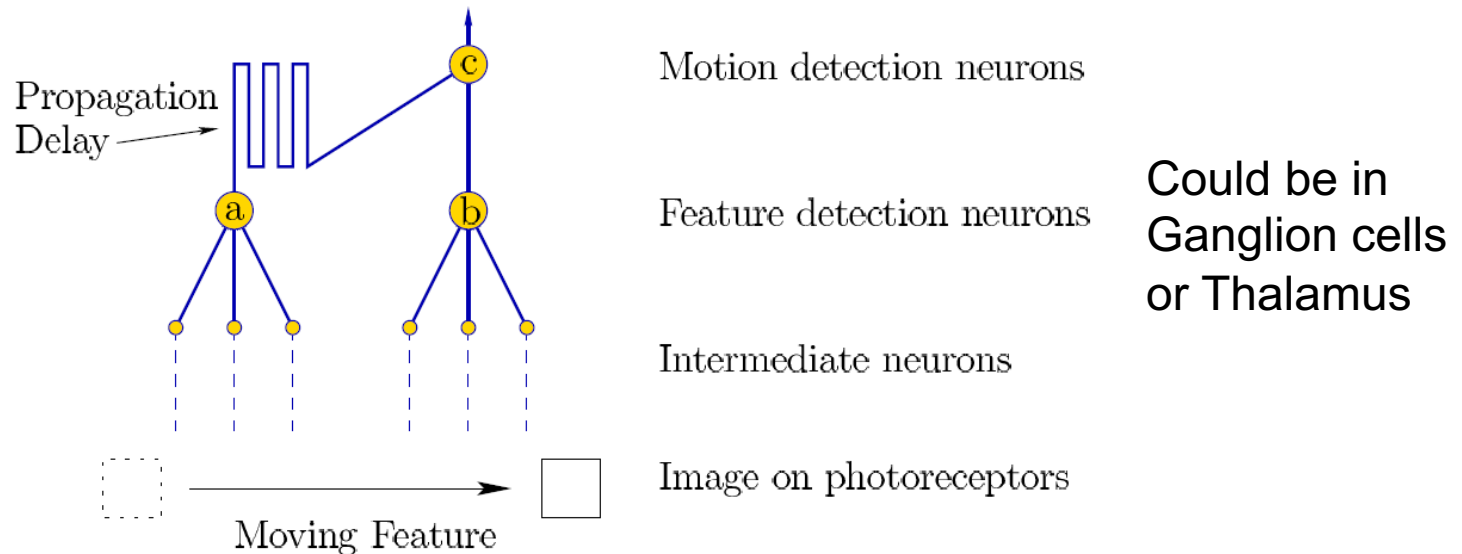 c
Motion detection neurons
Propagation
Delay
a
b
Feature detection neurons
Could be in
Ganglion cells
or Thalamus
Intermediate neurons
Image on photoreceptors
Moving Feature